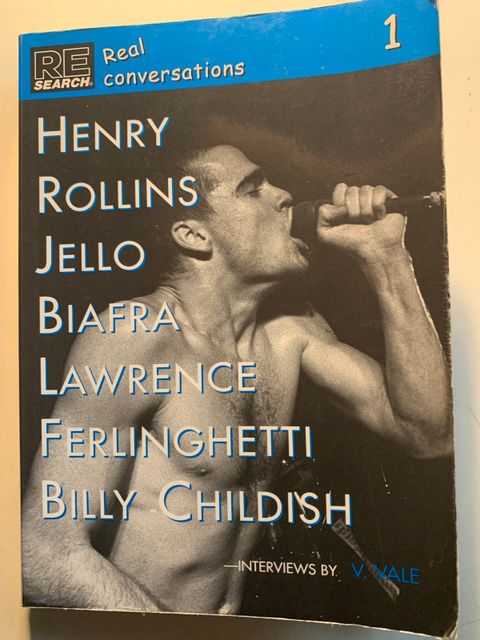 RE
SEARCH®
Real
conversations
1
HENRY
ROLLINS
JELLO
BIAFRA
LAWRENCE
FERLINGHETTI
BILLY CHILDISH
—INTERVIEWS BY V. VALE